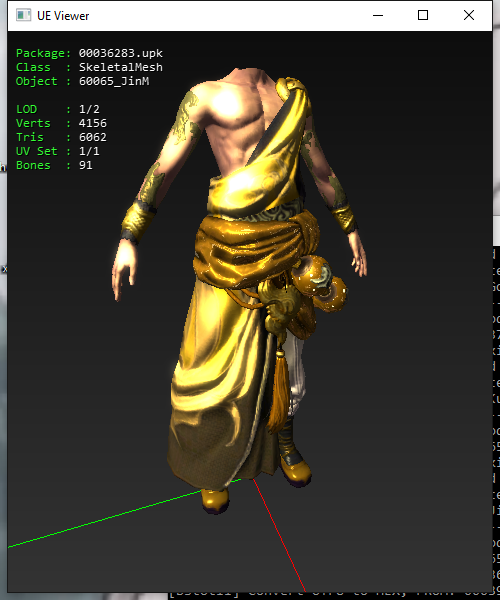 UE Viewer
Package: 00036283.upk
Class : SkeletalMesh
Object : 60065_JinM
LOD : 1/2
Verts : 4156
Tris : 6062
UV Set : 1/1
Bones : 91